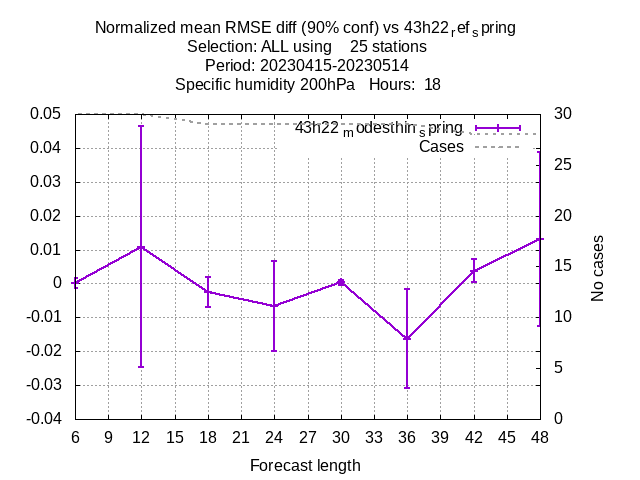 Normalized mean RMSE diff (90% conf) vs 43h22refspring
Selection: ALL using 25 stations
Period: 20230415-20230514
Specific humidity 200hPa Hours: 18
43h22modesthinspring
Cases
0.05
0.04
0.03
0.02
0.01
0
-0.01
-0.02
-0.03
-0.04
30
25
20
15
10
5
0
No cases
6 9 12 15 18 21 24 27 30 33 36 39 42 45 48
Forecast length